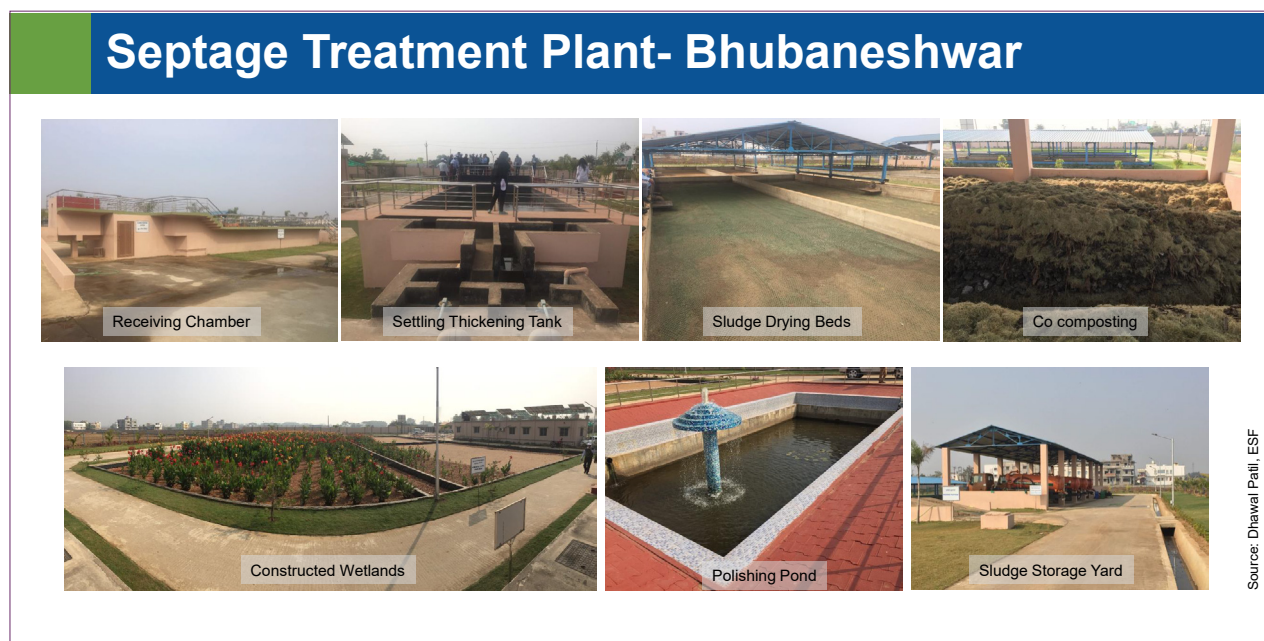 Septage Treatment Plant- Bhubaneshwar
Receiving Chamber
Settling Thickening Tank
Sludge Drying Beds
Co composting
Constructed Wetlands
Polishing Pond
Sludge Storage Yard
Source: Dhawal Patil, ESF